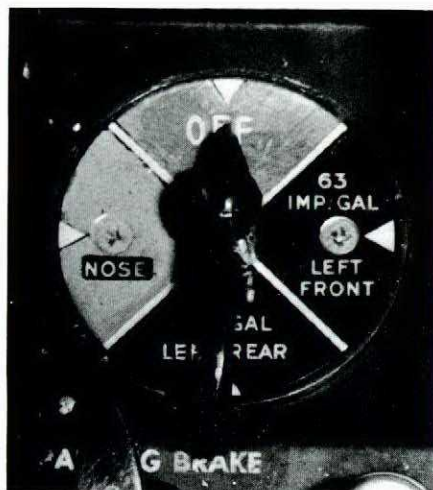 OFF
63
IMP. GAL
LEFT
FRONT
NOSE
GAL
REAR
BRAKE